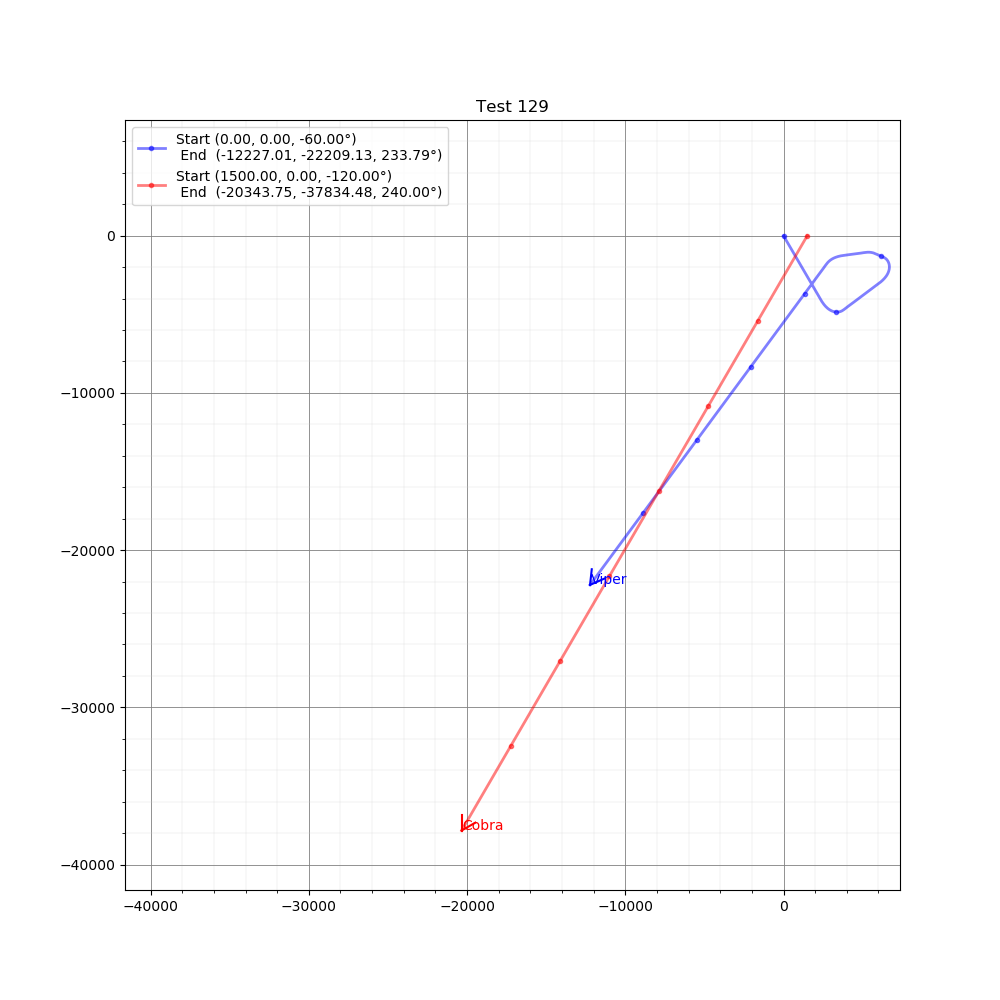 Test 129
Start (0.00, 0.00, -60.00°)
End  (-12227.01, -22209.13, 233.79°)
Start (1500.00, 0.00, -120.00°)
End  (-20343.75, -37834.48, 240.00°)
0
−10000
−20000
−30000
−40000
Viper
Cobra
−40000
−30000
−20000
−10000
0